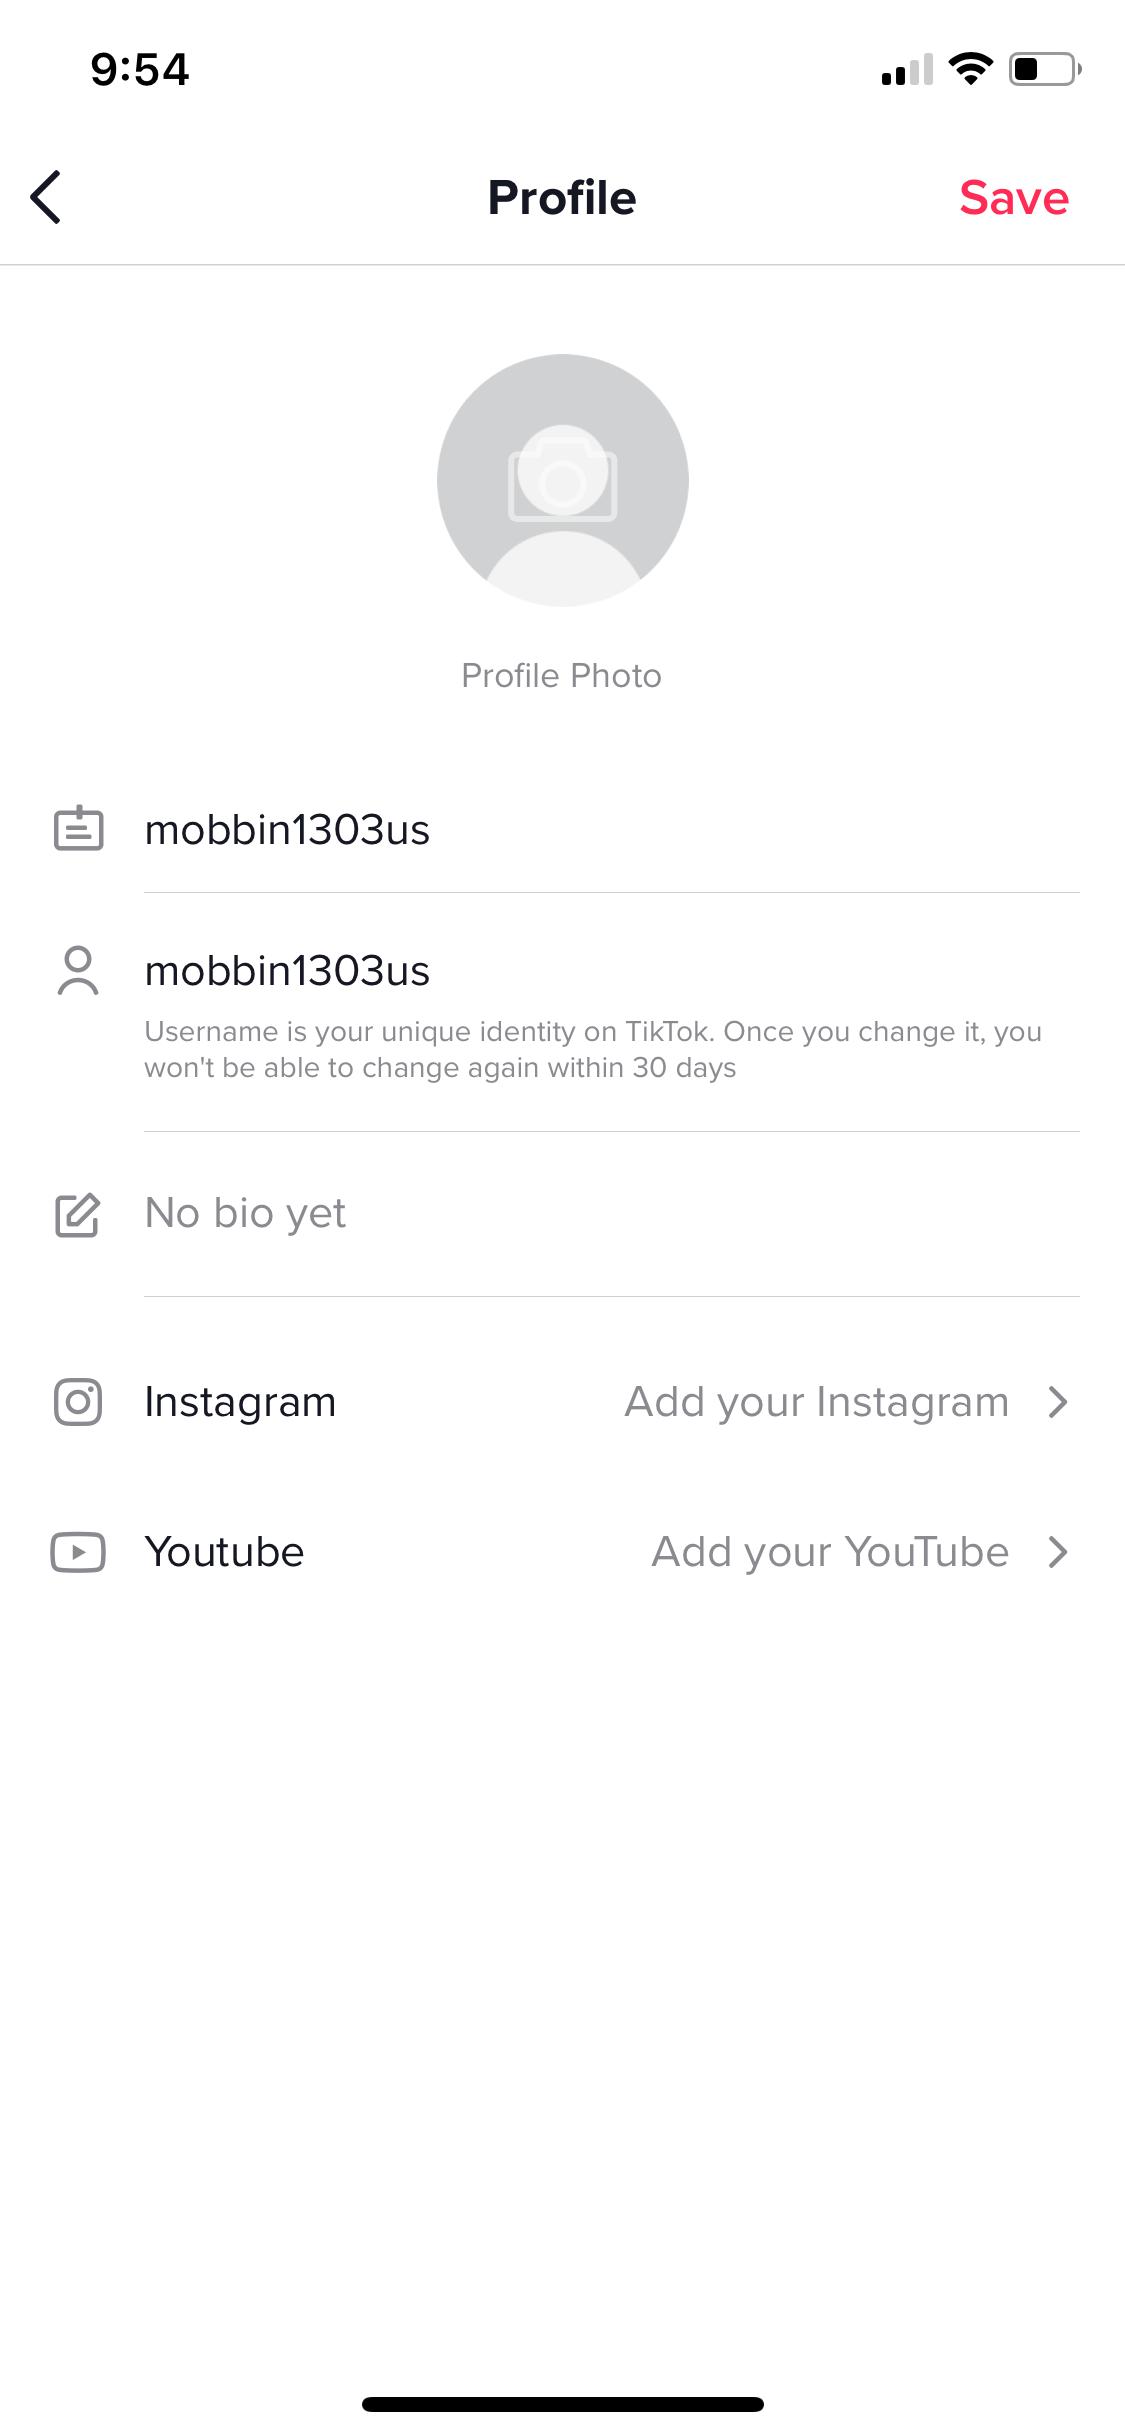 9:54
Profile
Save
Profile Photo
mobbin1303us
mobbin1303us
Username is your unique identity on TikTok. Once you change it, you
won't be able to change again within 30 days
No bio yet
Instagram Add your Instagram
Youtube Add your YouTube